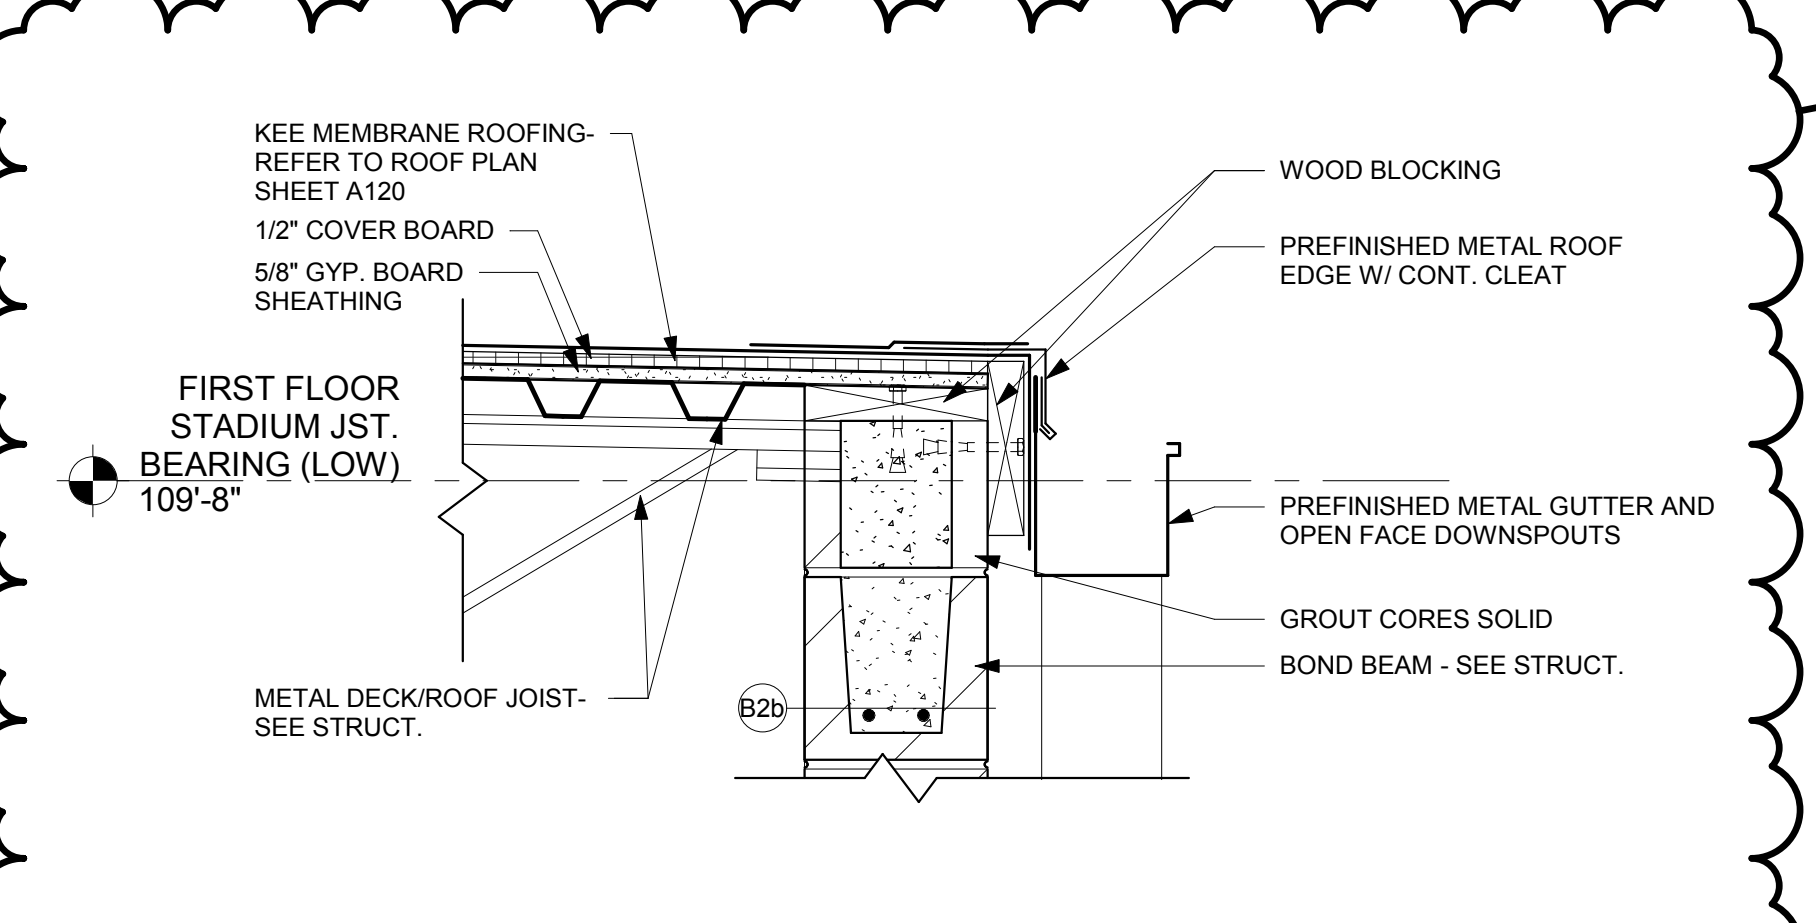 KEE MEMBRANE ROOFING-
REFER TO ROOF PLAN
SHEET A120
1/2" COVER BOARD
5/8" GYP. BOARD
SHEATHING
FIRST FLOOR
STADIUM JST.
BEARING (LOW)
109'-8"
METAL DECK/ROOF JOIST-
SEE STRUCT.
B2b
WOOD BLOCKING
PREFINISHED METAL ROOF
EDGE W/ CONT. CLEAT
PREFINISHED METAL GUTTER AND
OPEN FACE DOWNSPOUTS
GROUT CORES SOLID
BOND BEAM - SEE STRUCT.